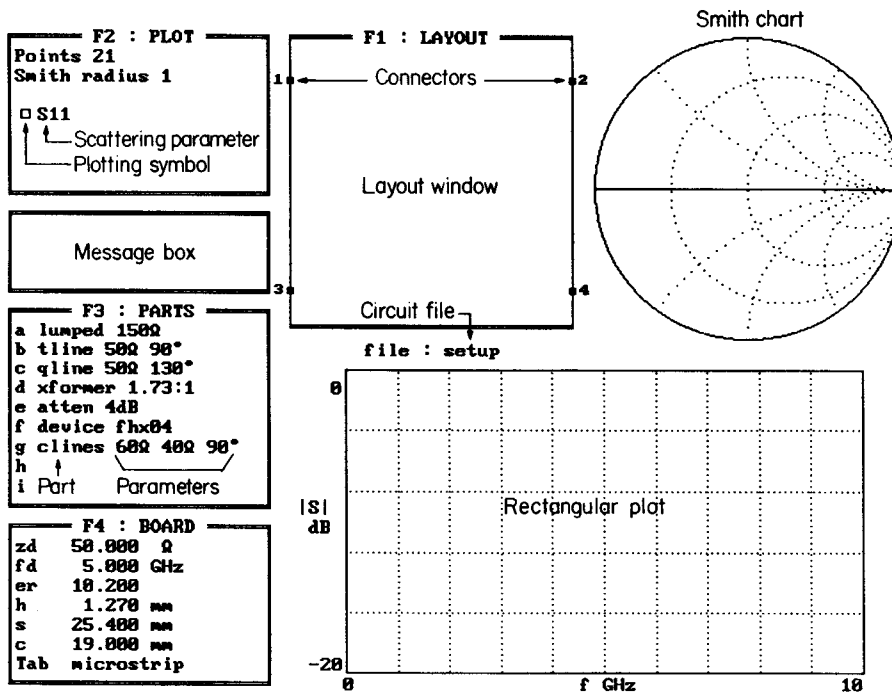 F2 : PLOT
Points 21
Smith radius 1
S11
Scattering parameter
Plotting symbol
Message box
F3 : PARTS
a lumped 150Ω
b tline 50Ω 90°
c qline 50Ω 130°
d xformer 1.73:1
e atten 4dB
f device fhx04
g clines 60Ω 40Ω 90°
h
i Part Parameters
F4 : BOARD
zd 50.000 Ω
fd 5.000 GHz
er 10.200
h 1.270 mm
s 25.400 mm
c 19.000 mm
Tab microstrip
F1 : LAYOUT
1 Connectors 2
Layout window
3 4
Circuit file
file : setup
Smith chart
0
|S|
dB
Rectangular plot
-20
0 f GHz 10